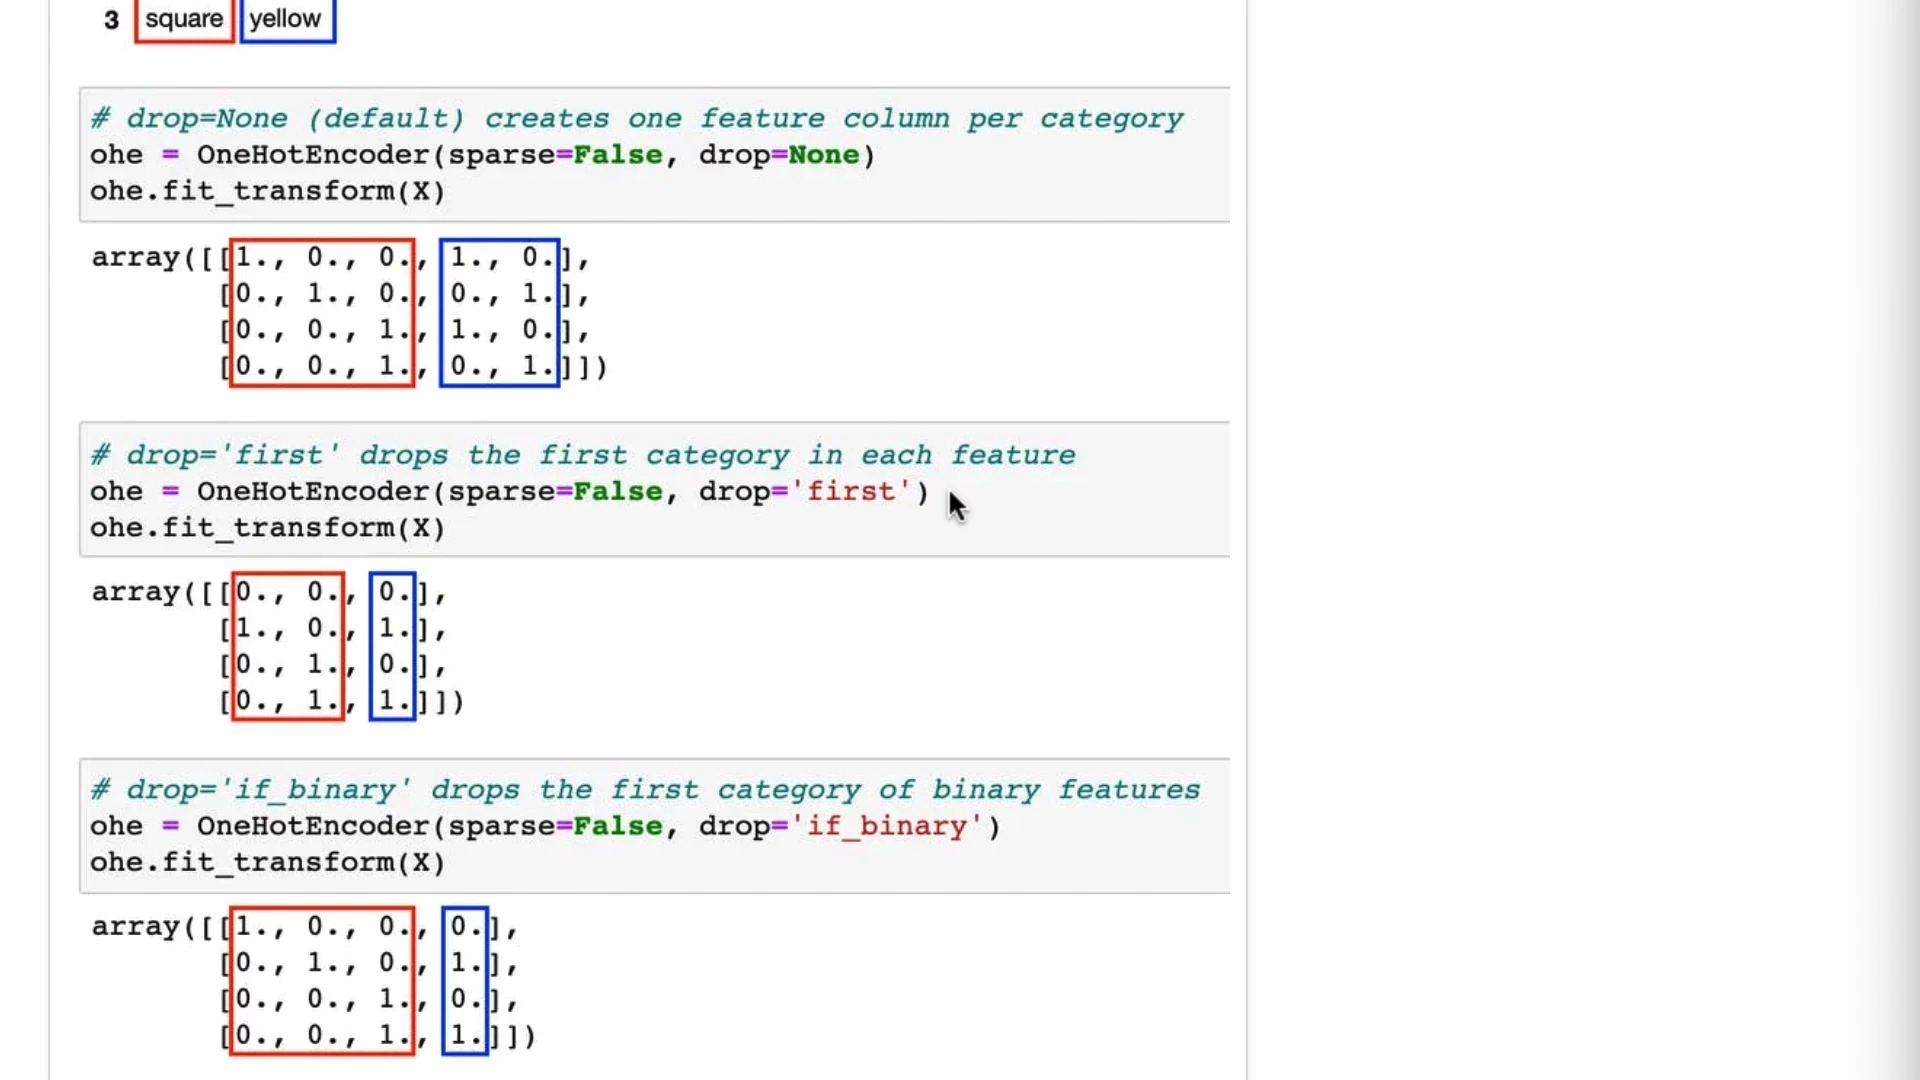 3 square yellow
# drop=None (default) creates one feature column per category
ohe = OneHotEncoder(sparse=False, drop=None)
ohe.fit_transform(X)
array([[1., 0., 0., 1., 0.],
[0., 1., 0., 0., 1.],
[0., 0., 1., 1., 0.],
[0., 0., 1., 0., 1.]])
# drop='first' drops the first category in each feature
ohe = OneHotEncoder(sparse=False, drop='first')
ohe.fit_transform(X)
array([[0., 0., 0.],
[1., 0., 1.],
[0., 1., 0.],
[0., 1., 1.]])
# drop='if_binary' drops the first category of binary features
ohe = OneHotEncoder(sparse=False, drop='if_binary')
ohe.fit_transform(X)
array([[1., 0., 0., 0.],
[0., 1., 0., 1.],
[0., 0., 1., 0.],
[0., 0., 1., 1.]])